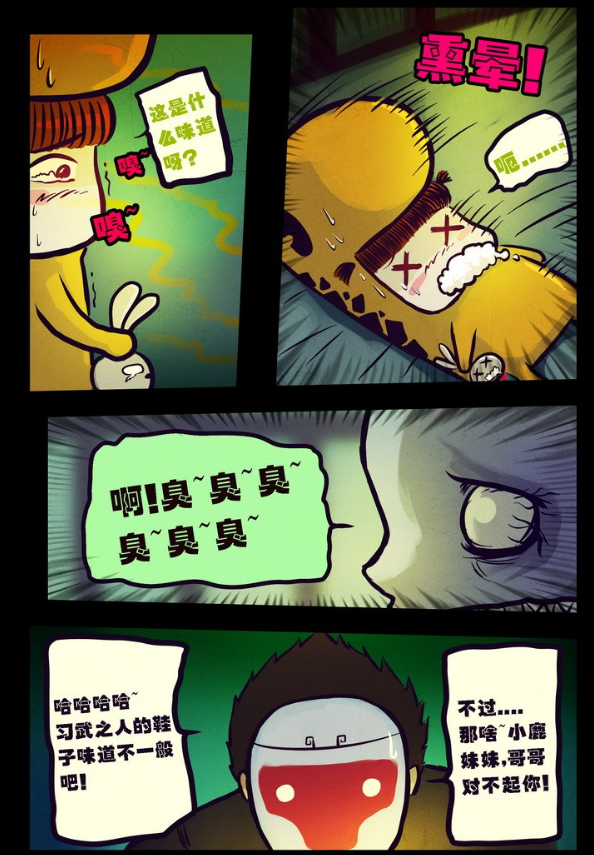 这是什
么味道
呀?
嗅~
嗅~
熏晕!
呃......
啊!臭~臭~臭~
臭~臭~臭~
哈哈哈哈~
习武之人的鞋
子味道不一般
吧!
不过....
那啥~小鹿
妹妹,哥哥
对不起你!